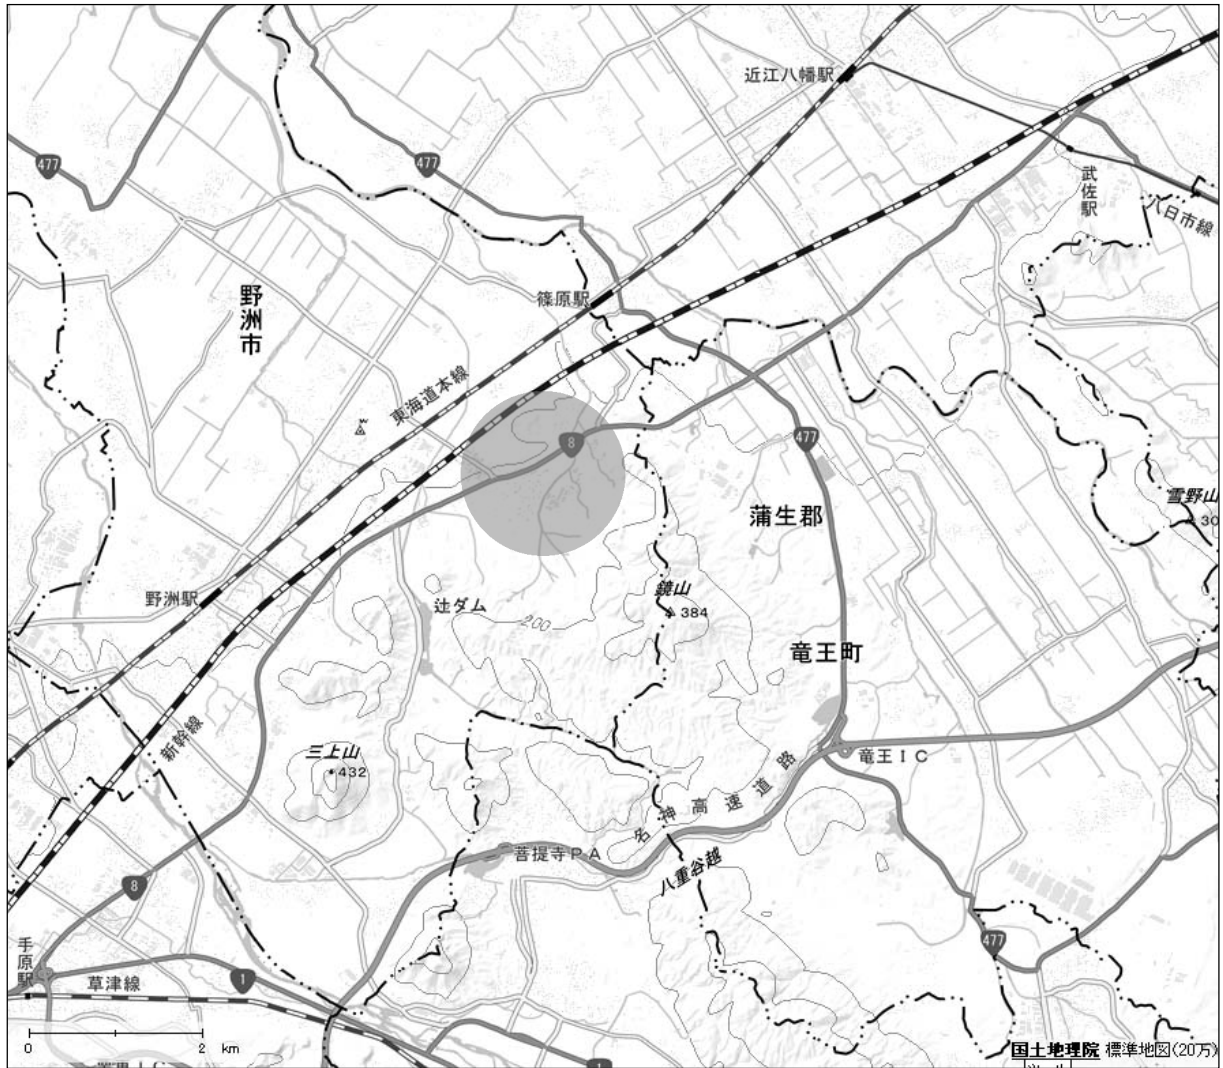 近江八幡駅
477
477
武佐駅
八日市線
野洲市
篠原駅
東海道本線
8
477
蒲生郡
雪野山
30
野洲駅
辻ダム
鏡山
384
200
竜王町
新幹線
三上山
432
竜王IC
名神高速道路
菩提寺PA
八重谷越
8
477
手原駅
草津線
1
0 2 km
1
国土地理院 標準地図(20万)